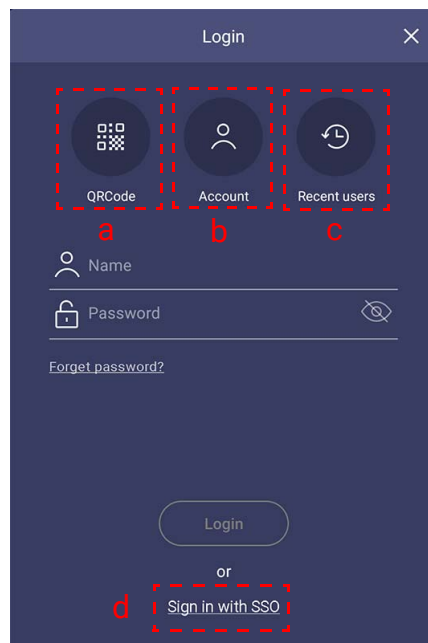 Login
QRCode Account Recent users
a b c
Name
Password
Forget password?
Login
or
d Sign in with SSO